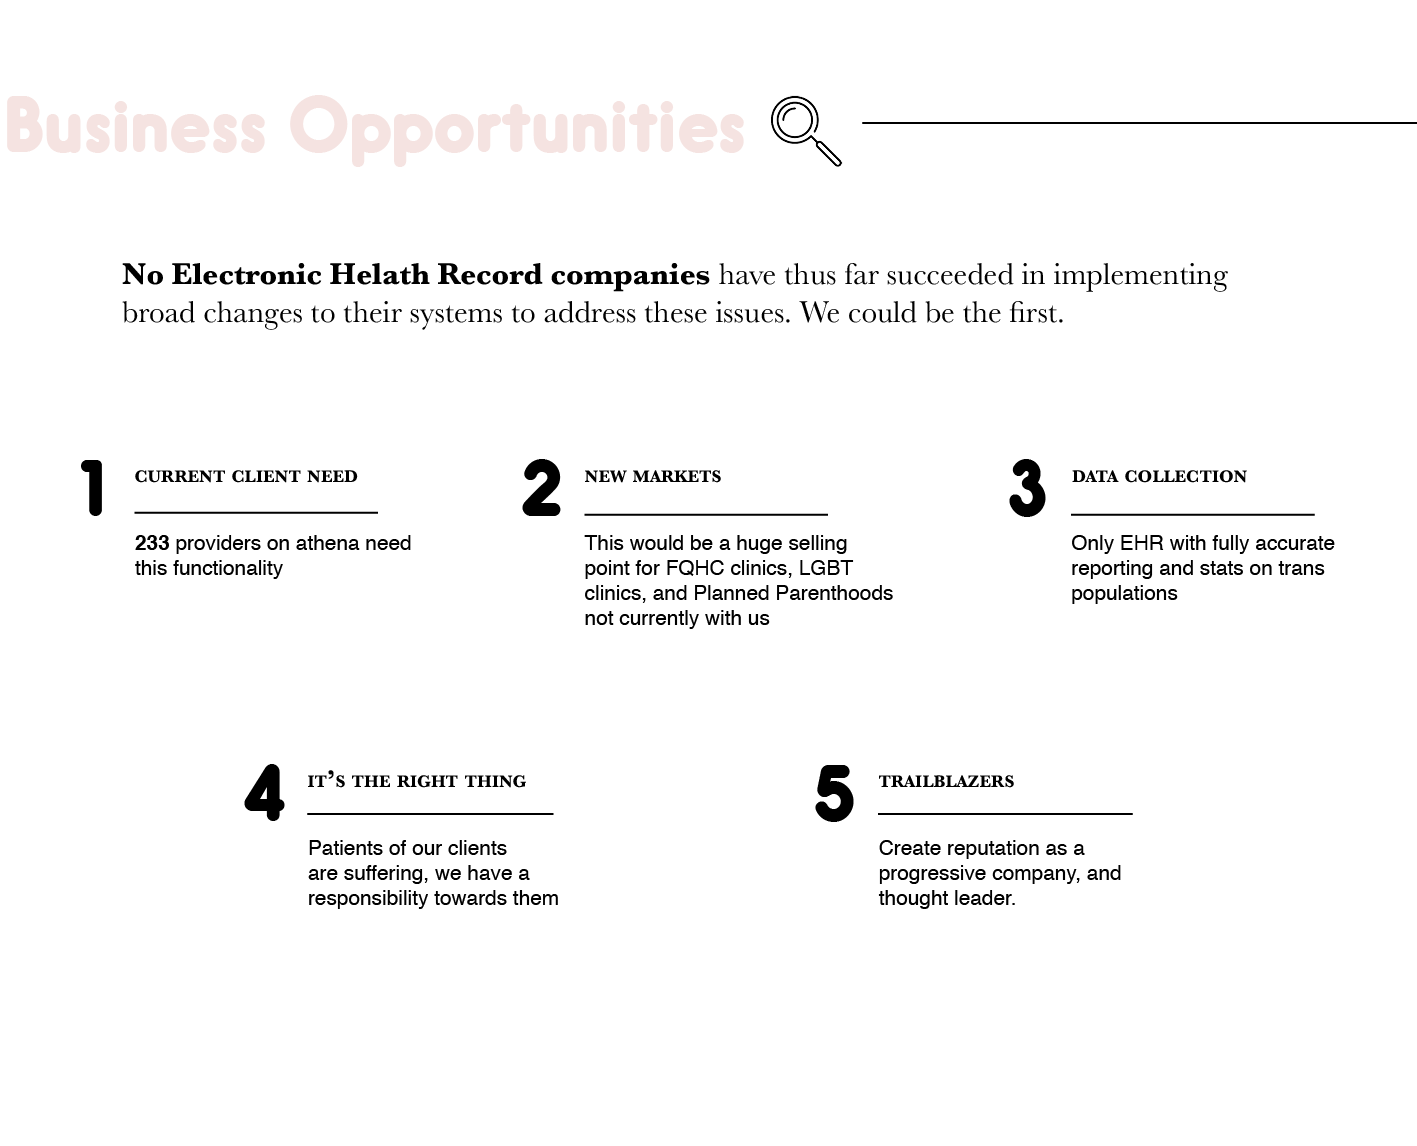 Business Opportunities
No Electronic Helath Record companies have thus far succeeded in implementing
broad changes to their systems to address these issues. We could be the first.
1 CURRENT CLIENT NEED
233 providers on athena need
this functionality
2 NEW MARKETS
This would be a huge selling
point for FQHC clinics, LGBT
clinics, and Planned Parenthoods
not currently with us
3 DATA COLLECTION
Only EHR with fully accurate
reporting and stats on trans
populations
4 IT’S THE RIGHT THING
Patients of our clients
are suffering, we have a
responsibility towards them
5 TRAILBLAZERS
Create reputation as a
progressive company, and
thought leader.